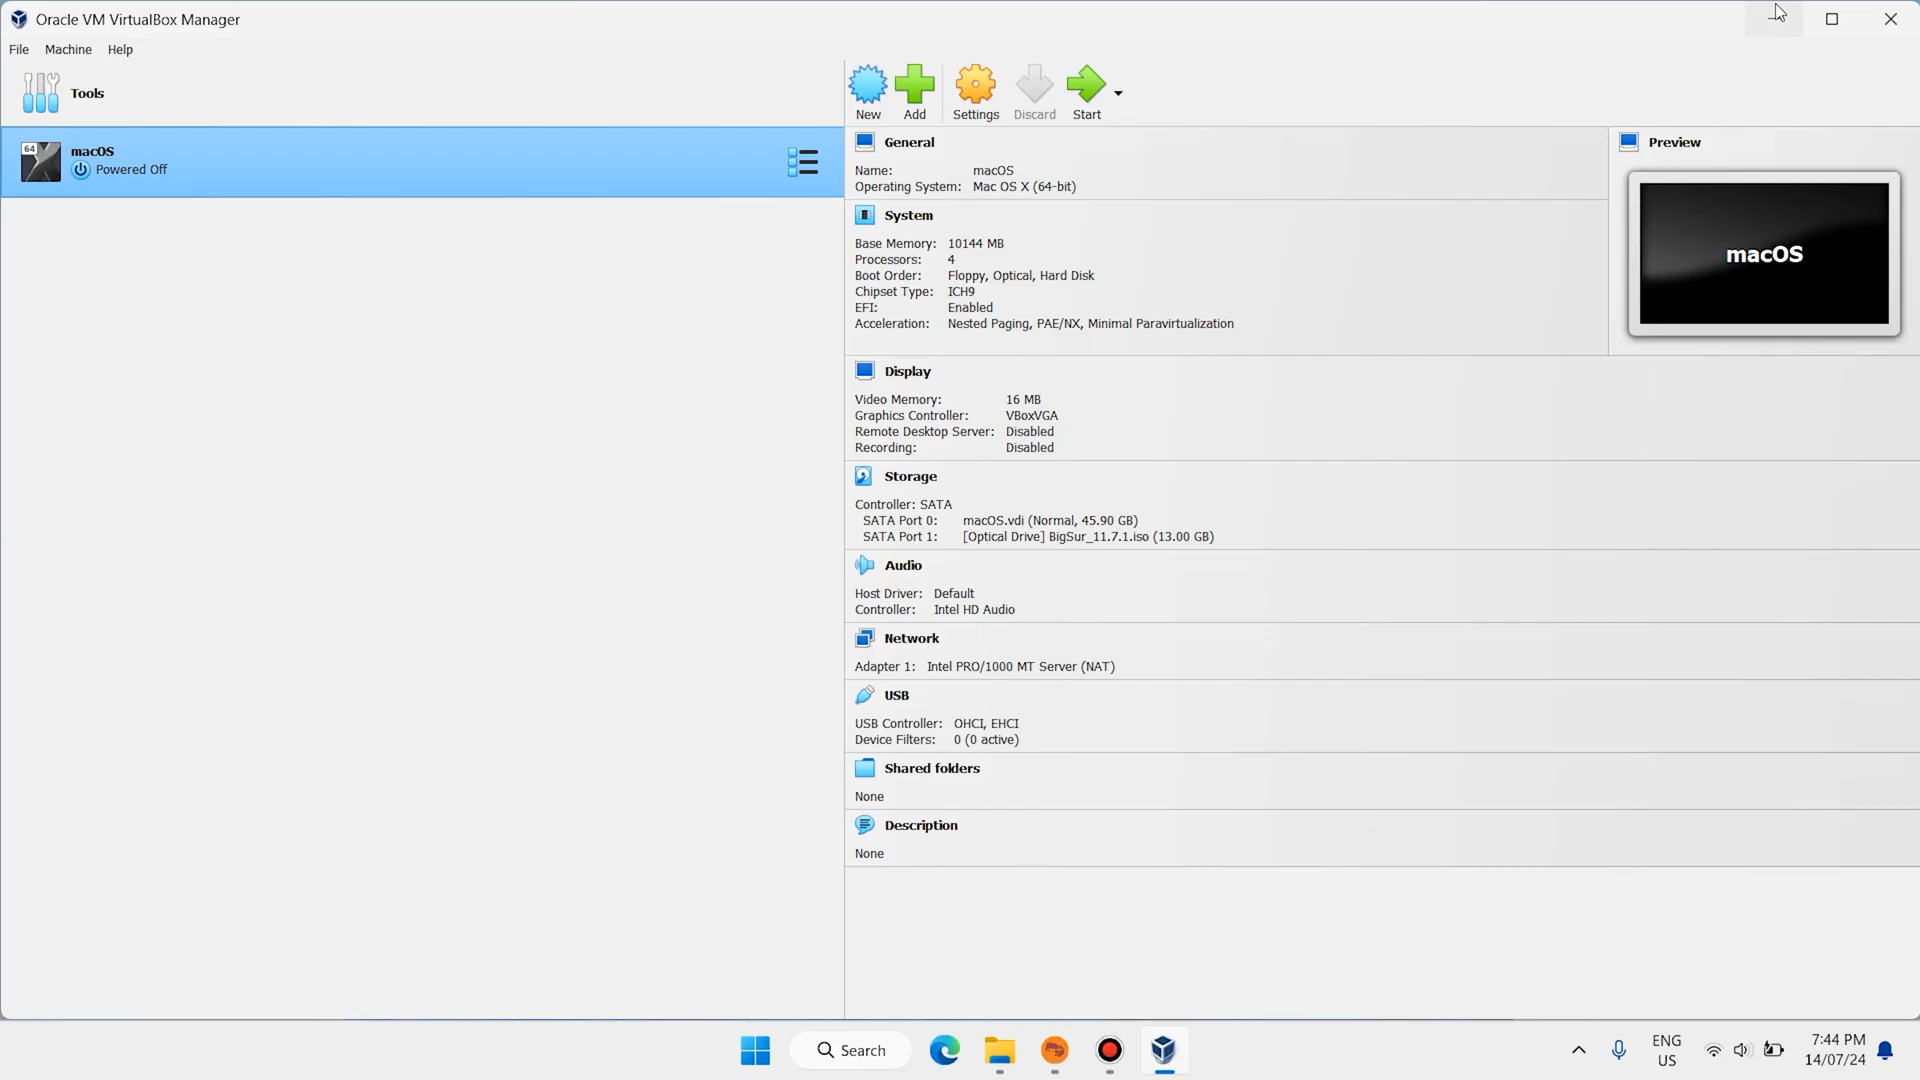 Oracle VM VirtualBox Manager
File Machine Help
Tools
New Add Settings Discard Start
64
macOS
Powered Off
General
Name: macOS
Operating System: Mac OS X (64-bit)
Preview
macOS
System
Base Memory: 10144 MB
Processors: 4
Boot Order: Floppy, Optical, Hard Disk
Chipset Type: ICH9
EFI: Enabled
Acceleration: Nested Paging, PAE/NX, Minimal Paravirtualization
Display
Video Memory: 16 MB
Graphics Controller: VBoxVGA
Remote Desktop Server: Disabled
Recording: Disabled
Storage
Controller: SATA
SATA Port 0: macOS.vdi (Normal, 45.90 GB)
SATA Port 1: [Optical Drive] BigSur_11.7.1.iso (13.00 GB)
Audio
Host Driver: Default
Controller: Intel HD Audio
Network
Adapter 1: Intel PRO/1000 MT Server (NAT)
USB
USB Controller: OHCI, EHCI
Device Filters: 0 (0 active)
Shared folders
None
Description
None
Search
ENG
US
7:44 PM
14/07/24